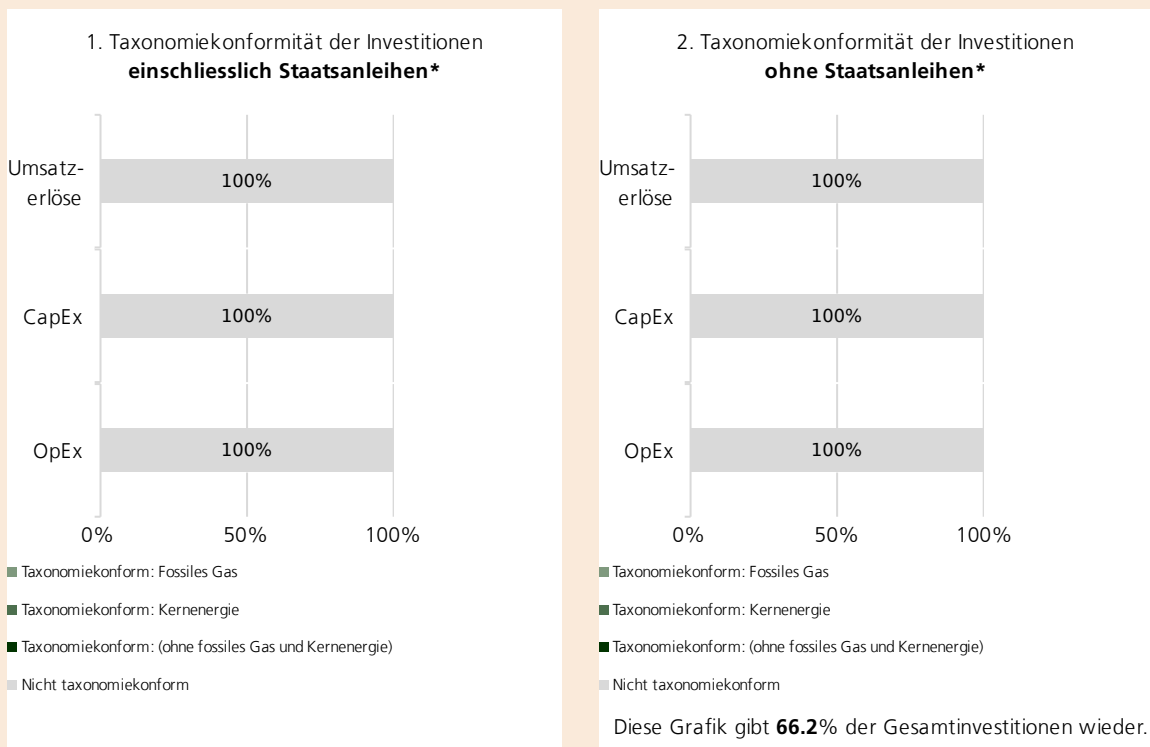 1. Taxonomiekonformität der Investitionen
einschliesslich Staatsanleihen*
Umsatz-
erlöse
100%
CapEx
100%
OpEx
100%
0% 50% 100%
Taxonomiekonform: Fossiles Gas
Taxonomiekonform: Kernenergie
Taxonomiekonform: (ohne fossiles Gas und Kernenergie)
Nicht taxonomiekonform
2. Taxonomiekonformität der Investitionen
ohne Staatsanleihen*
Umsatz-
erlöse
100%
CapEx
100%
OpEx
100%
0% 50% 100%
Taxonomiekonform: Fossiles Gas
Taxonomiekonform: Kernenergie
Taxonomiekonform: (ohne fossiles Gas und Kernenergie)
Nicht taxonomiekonform
Diese Grafik gibt 66.2% der Gesamtinvestitionen wieder.